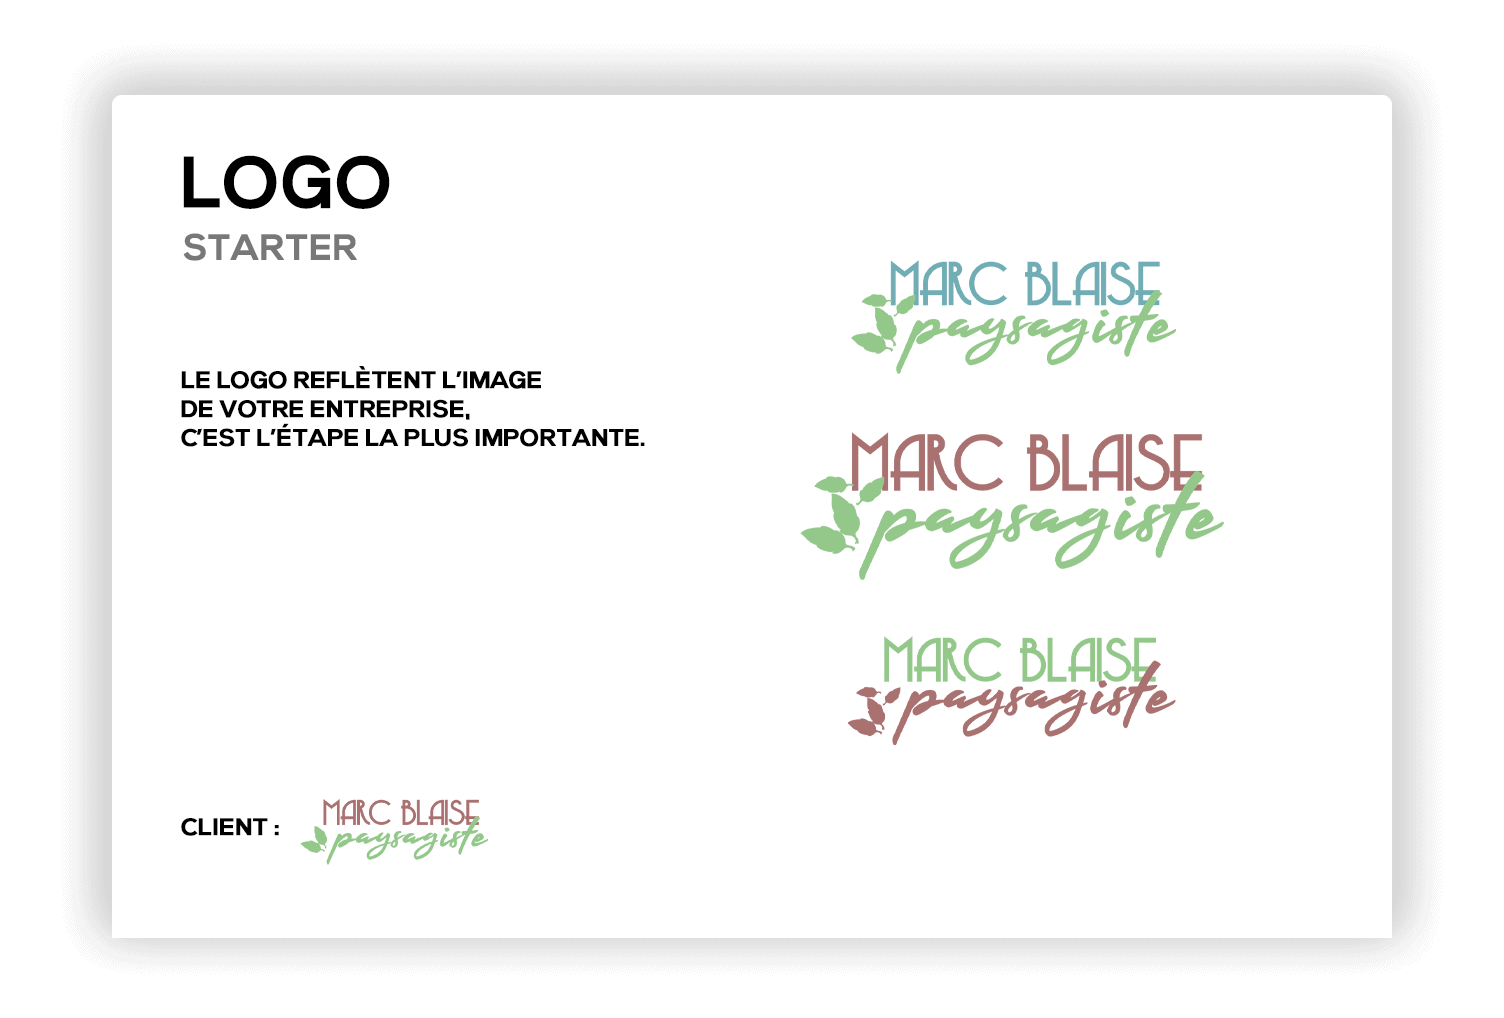 LOGO
STARTER
LE LOGO REFLÈTENT L'IMAGE
DE VOTRE ENTREPRISE,
C'EST L'ÉTAPE LA PLUS IMPORTANTE.
CLIENT :
MARC BLAISE
paysagiste
MARC BLAISE
paysagiste
MARC BLAISE
paysagiste
MARC BLAISE
paysagiste